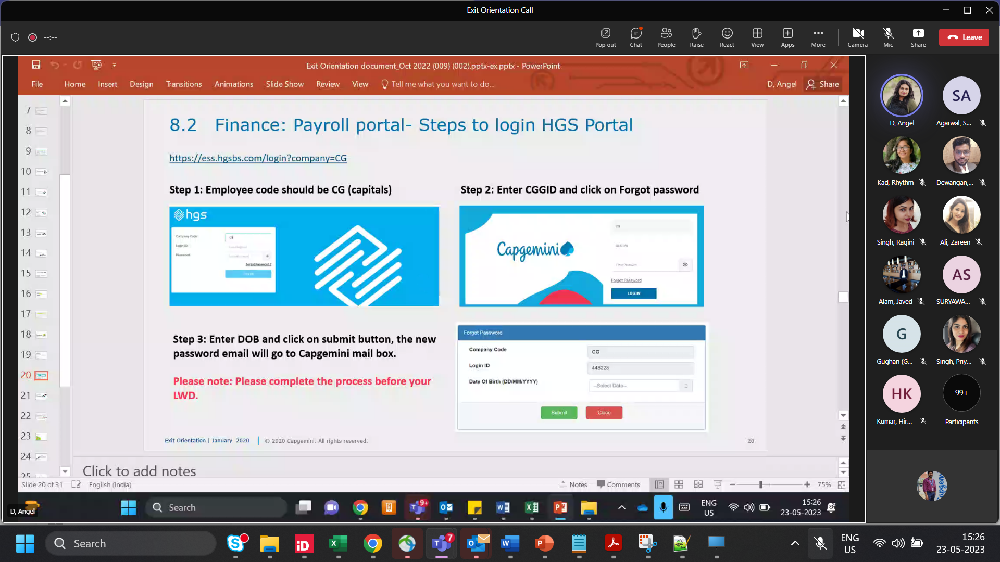 Exit Orientation Call
--:--
Pop out
Chat
People
Raise
React
View
Apps
More
Camera
Mic
Share
Leave
Exit Orientation document_Oct 2022 (009) (002).pptx-ex.pptx - PowerPoint
File
Home
Insert
Design
Transitions
Animations
Slide Show
Review
View
Tell me what you want to do...
D, Angel
Share
7
8
9
10
11
12
13
14
15
16
17
18
19
20
21
22
23
24
25
8.2 Finance: Payroll portal- Steps to login HGS Portal
https://ess.hgsbs.com/login?company=CG
Step 1: Employee code should be CG (capitals)
hgs
Company Code:
Login ID:
Password:
Forgot Password ?
Step 2: Enter CGGID and click on Forgot password
Capgemini
CG
Enter Password
Forgot Password
LOGIN
Step 3: Enter DOB and click on submit button, the new
password email will go to Capgemini mail box.
Please note: Please complete the process before your
LWD.
Forgot Password
Company Code
CG
Login ID
448228
Date Of Birth (DD/MM/YYYY)
--Select Date--
Submit
Close
Exit Orientation | January 2020
© 2020 Capgemini. All rights reserved.
20
Click to add notes
Slide 20 of 31
English (India)
Notes
Comments
75%
D, Angel
Search
9+
ENG
US
15:26
23-05-2023
D, Angel
SA
Agarwal, S...
Kad, Rhythm
Dewangan,...
Singh, Ragini
Ali, Zareen
Alam, Javed
AS
SURYAWA...
G
Gughan (G...
Singh, Priy...
HK
Kumar, Hir...
99+
Participants
Search
iD
7
ENG
US
15:26
23-05-2023